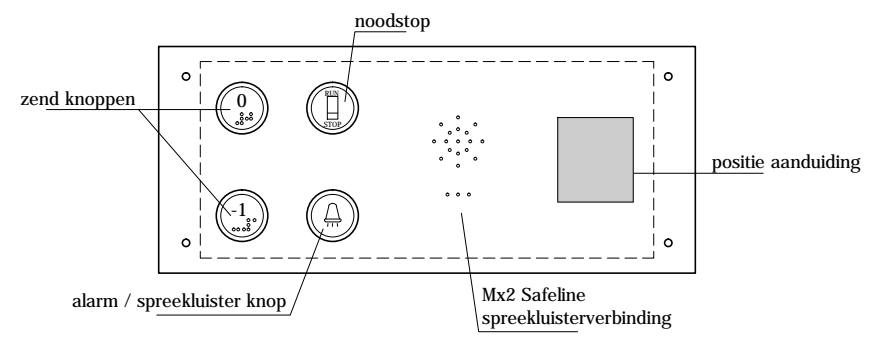 noodstop
zend knoppen
0
RUN
STOP
positie aanduiding
-1
alarm / spreekluister knop
Mx2 Safeline
spreekluisterverbinding